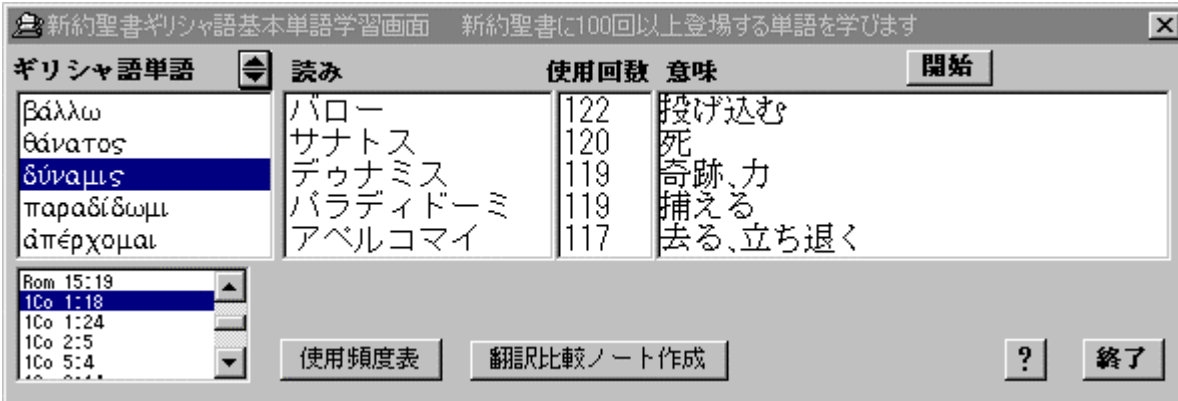 新約聖書ギリシャ語基本単語学習画面 新約聖書に100回以上登場する単語を学びます
ギリシャ語単語 読み 使用回数 意味 開始
βάλλω バロー 122 投げ込む
θάνατος サナトス 120 死
δύναμις デゥナミス 119 奇跡、力
παραδίδωμι パラディドーミ 119 捕える
ἀπέρχομαι アペルコマイ 117 去る、立ち退く
Rom 15:19
1Co 1:18
1Co 1:24
1Co 2:5
1Co 5:4
使用頻度表 翻訳比較ノート作成 ? 終了